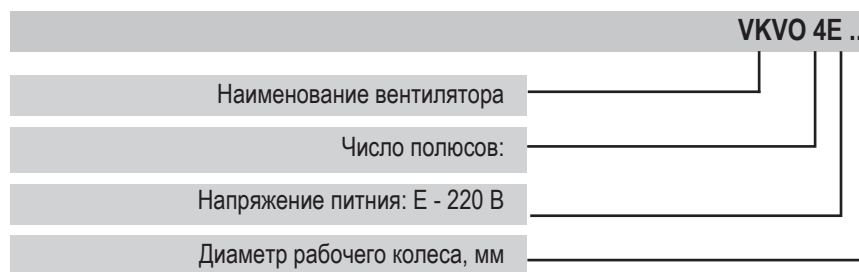 VKVO 4E ..
Наименование вентилятора
Число полюсов:
Напряжение питния: E - 220 В
Диаметр рабочего колеса, мм